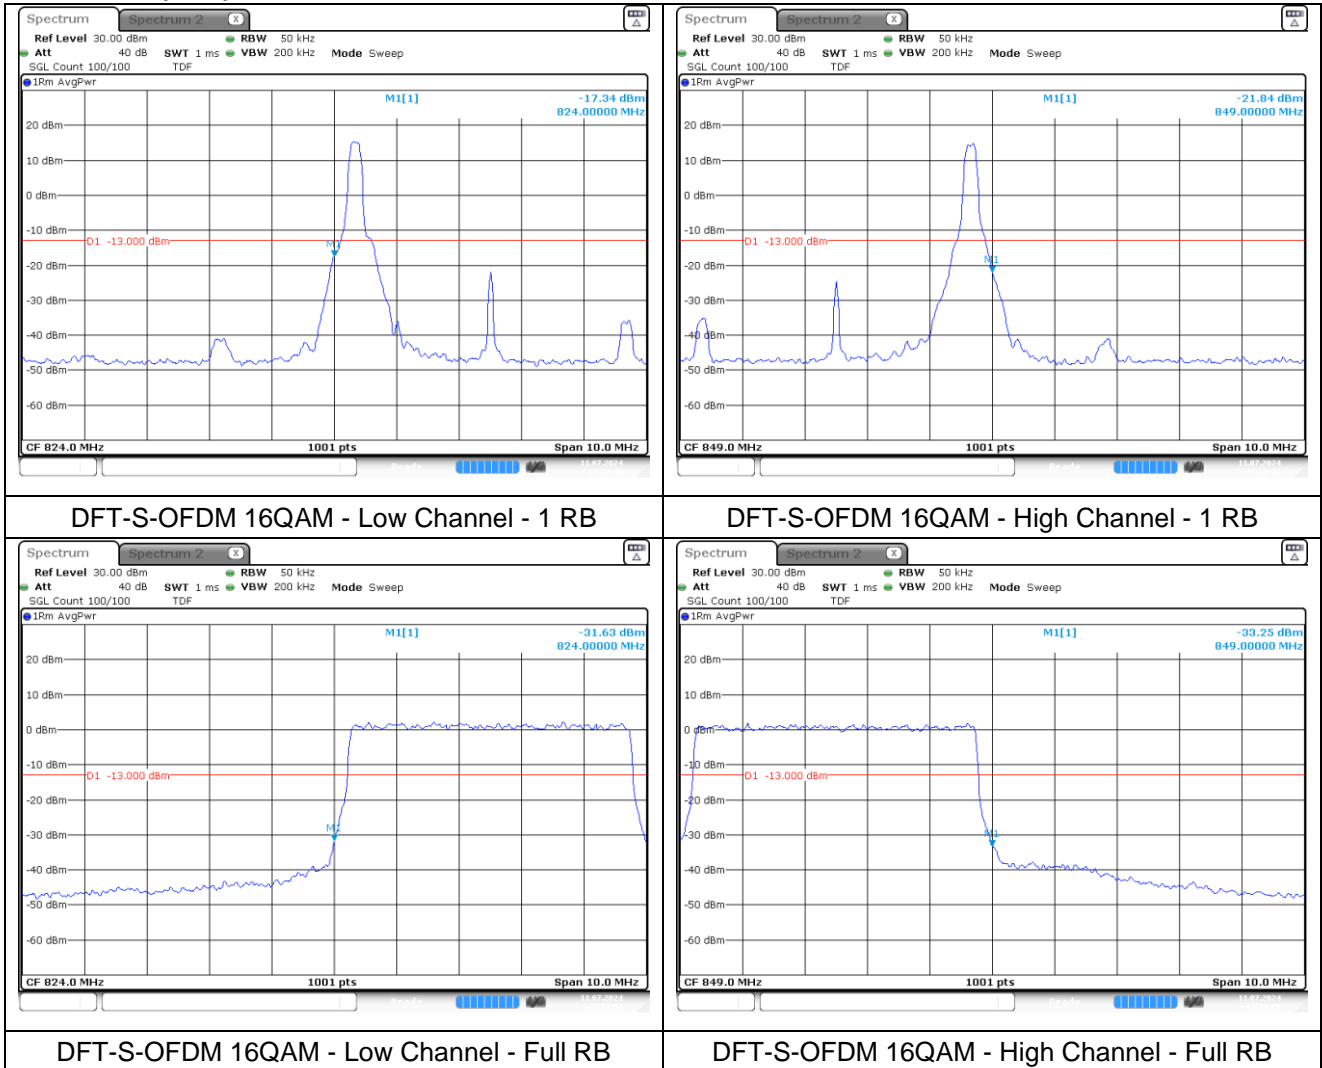 Spectrum Spectrum 2 X
Ref Level 30.00 dBm RBW 50 kHz
Att 40 dB SWT 1 ms VBW 200 kHz Mode Sweep
SGL Count 100/100 TDF
1Rm AvgPwr
M1[1] -17.34 dBm
824.00000 MHz
20 dBm
10 dBm
0 dBm
-10 dBm
D1 -13.000 dBm
M1
-20 dBm
-30 dBm
-40 dBm
-50 dBm
-60 dBm
CF 824.0 MHz 1001 pts Span 10.0 MHz
Ready 11.07.2024
Spectrum Spectrum 2 X
Ref Level 30.00 dBm RBW 50 kHz
Att 40 dB SWT 1 ms VBW 200 kHz Mode Sweep
SGL Count 100/100 TDF
1Rm AvgPwr
M1[1] -21.84 dBm
849.00000 MHz
20 dBm
10 dBm
0 dBm
-10 dBm
D1 -13.000 dBm
-20 dBm
M1
-30 dBm
-40 dBm
-50 dBm
-60 dBm
CF 849.0 MHz 1001 pts Span 10.0 MHz
Ready 11.07.2024
DFT-S-OFDM 16QAM - Low Channel - 1 RB
DFT-S-OFDM 16QAM - High Channel - 1 RB
Spectrum Spectrum 2 X
Ref Level 30.00 dBm RBW 50 kHz
Att 40 dB SWT 1 ms VBW 200 kHz Mode Sweep
SGL Count 100/100 TDF
1Rm AvgPwr
M1[1] -31.63 dBm
824.00000 MHz
20 dBm
10 dBm
0 dBm
-10 dBm
D1 -13.000 dBm
-20 dBm
M1
-30 dBm
-40 dBm
-50 dBm
-60 dBm
CF 824.0 MHz 1001 pts Span 10.0 MHz
Ready 11.07.2024
Spectrum Spectrum 2 X
Ref Level 30.00 dBm RBW 50 kHz
Att 40 dB SWT 1 ms VBW 200 kHz Mode Sweep
SGL Count 100/100 TDF
1Rm AvgPwr
M1[1] -33.25 dBm
849.00000 MHz
20 dBm
10 dBm
0 dBm
-10 dBm
D1 -13.000 dBm
-20 dBm
-30 dBm
M1
-40 dBm
-50 dBm
-60 dBm
CF 849.0 MHz 1001 pts Span 10.0 MHz
Ready 11.07.2024
DFT-S-OFDM 16QAM - Low Channel - Full RB
DFT-S-OFDM 16QAM - High Channel - Full RB